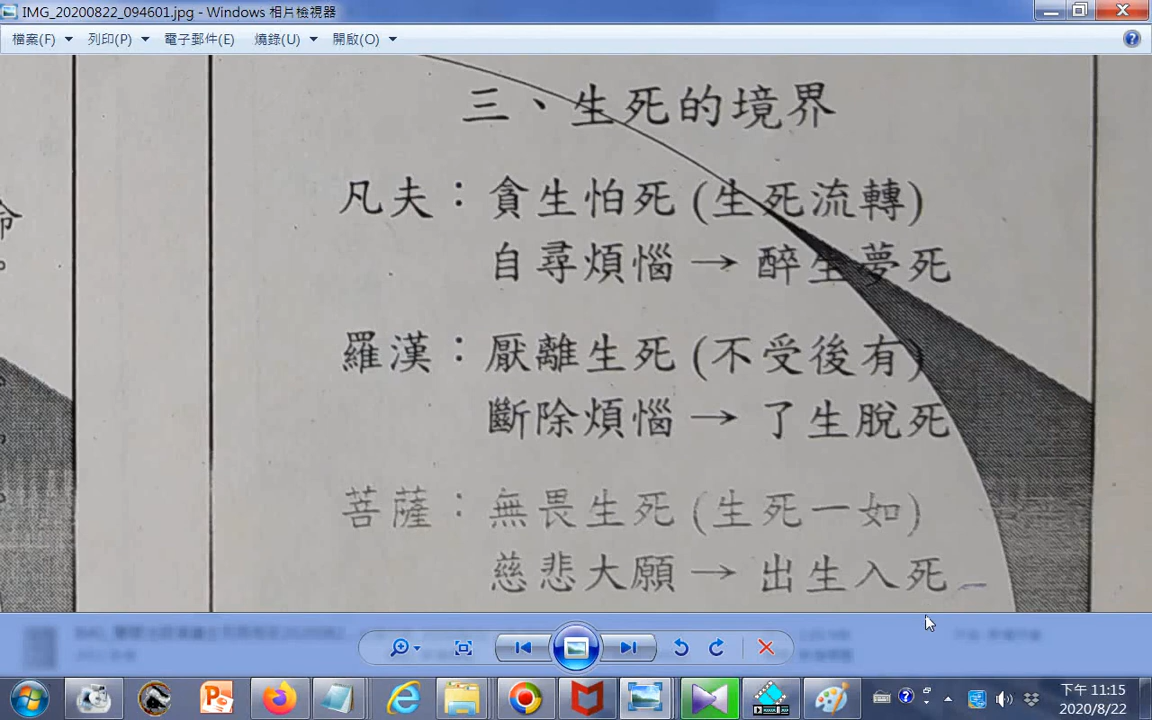 IMG_20200822_094601.jpg - Windows 相片檢視器
檔案(F) 列印(P) 電子郵件(E) 燒錄(U) 開啟(O)
三、生死的境界
命
。
凡夫：貪生怕死(生死流轉)
自尋煩惱→醉生夢死
羅漢：厭離生死(不受後有)
斷除煩惱→了生脫死
菩薩：無畏生死(生死一如)
慈悲大願→出生入死
下午 11:15
2020/8/22